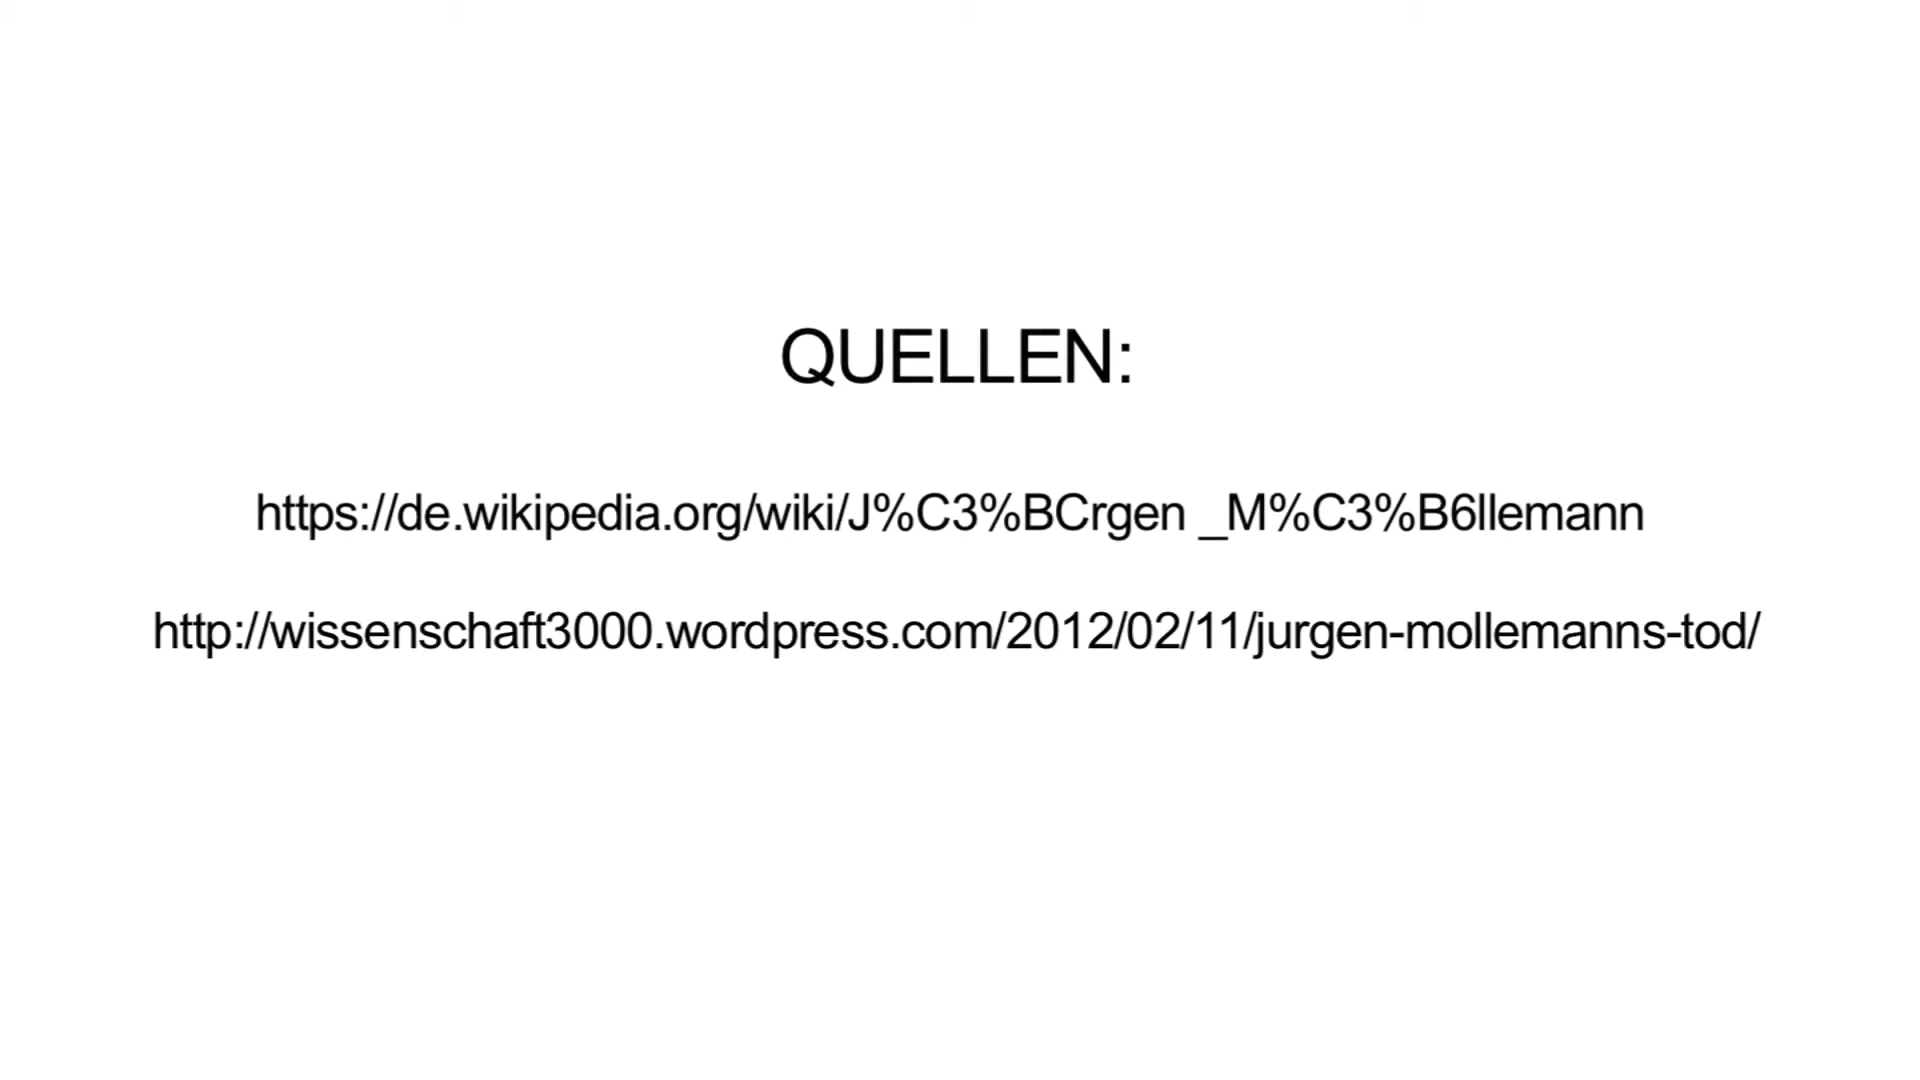 QUELLEN:
https://de.wikipedia.org/wiki/J%C3%BCrgen _M%C3%B6llemann
http://wissenschaft3000.wordpress.com/2012/02/11/jurgen-mollemanns-tod/